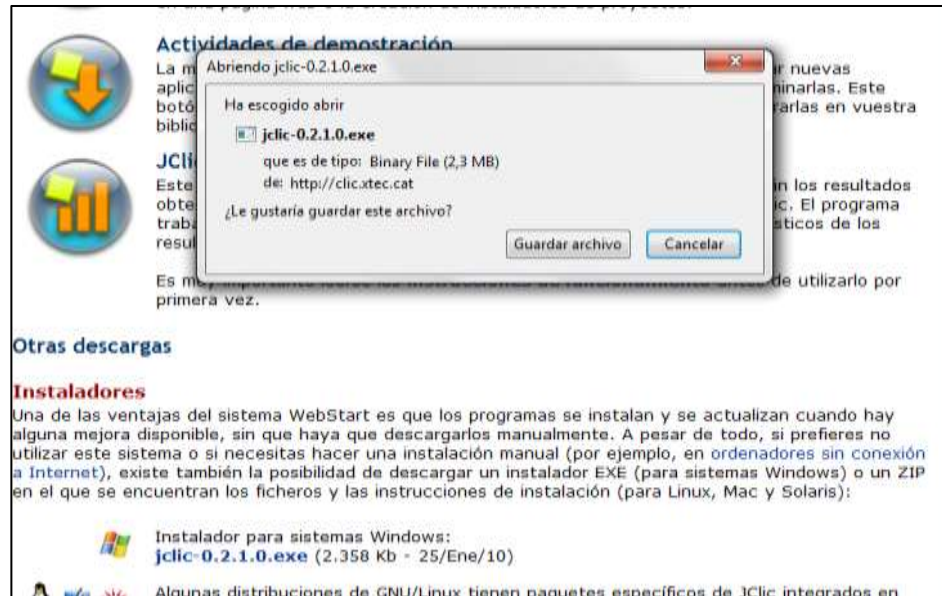 Actividades de demostración
La m
aplic
botó
biblic
r nuevas
ninarlas. Este
rarlas en vuestra
Abriendo jclic-0.2.1.0.exe
Ha escogido abrir
jclic-0.2.1.0.exe
que es de tipo: Binary File (2,3 MB)
de: http://clic.xtec.cat
¿Le gustaría guardar este archivo?
Guardar archivo Cancelar
JCli
Este
obte
traba
resul
n los resultados
ic. El programa
sticos de los
Es m
de utilizarlo por
primera vez.
Otras descargas
Instaladores
Una de las ventajas del sistema WebStart es que los programas se instalan y se actualizan cuando hay
alguna mejora disponible, sin que haya que descargarlos manualmente. A pesar de todo, si prefieres no
utilizar este sistema o si necesitas hacer una instalación manual (por ejemplo, en ordenadores sin conexión
a Internet), existe también la posibilidad de descargar un instalador EXE (para sistemas Windows) o un ZIP
en el que se encuentran los ficheros y las instrucciones de instalación (para Linux, Mac y Solaris):
Instalador para sistemas Windows:
jclic-0.2.1.0.exe (2.358 Kb - 25/Ene/10)
Algunas distribuciones de GNU/Linux tienen paquetes específicos de JClic integrados en